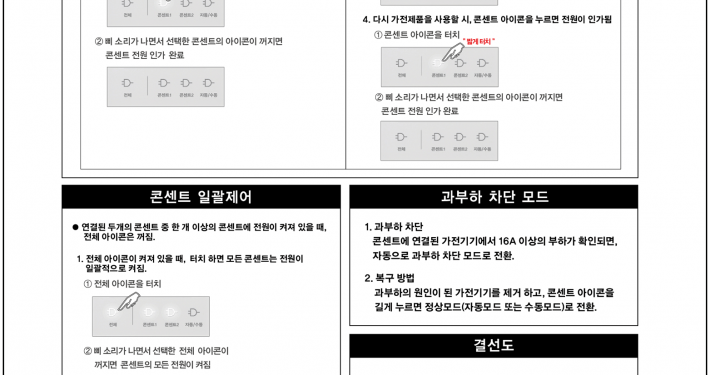 전체 콘센트1 콘센트2 자동/수동
② 삐 소리가 나면서 선택한 콘센트의 아이콘이 꺼지면
콘센트 전원 인가 완료
전체 콘센트1 콘센트2 자동/수동
4. 다시 가전제품을 사용할 시, 콘센트 아이콘을 누르면 전원이 인가됨
① 콘센트 아이콘을 터치
"짧게 터치"
전체 콘센트1 콘센트2 자동/수동
② 삐 소리가 나면서 선택한 콘센트의 아이콘이 꺼지면
콘센트 전원 인가 완료
전체 콘센트1 콘센트2 자동/수동
콘센트 일괄제어
● 연결된 두개의 콘센트 중 한 개 이상의 콘센트에 전원이 켜져 있을 때,
전체 아이콘은 꺼짐.
1. 전체 아이콘이 켜져 있을 때, 터치 하면 모든 콘센트는 전원이
일괄적으로 켜짐.
① 전체 아이콘을 터치
전체 콘센트1 콘센트2 자동/수동
② 삐 소리가 나면서 선택한 전체 아이콘이
꺼지면 콘센트의 모든 전원이 켜짐
과부하 차단 모드
1. 과부하 차단
콘센트에 연결된 가전기기에서 16A 이상의 부하가 확인되면,
자동으로 과부하 차단 모드로 전환.
2. 복구 방법
과부하의 원인이 된 가전기기를 제거 하고, 콘센트 아이콘을
길게 누르면 정상모드(자동모드 또는 수동모드)로 전환.
결선도